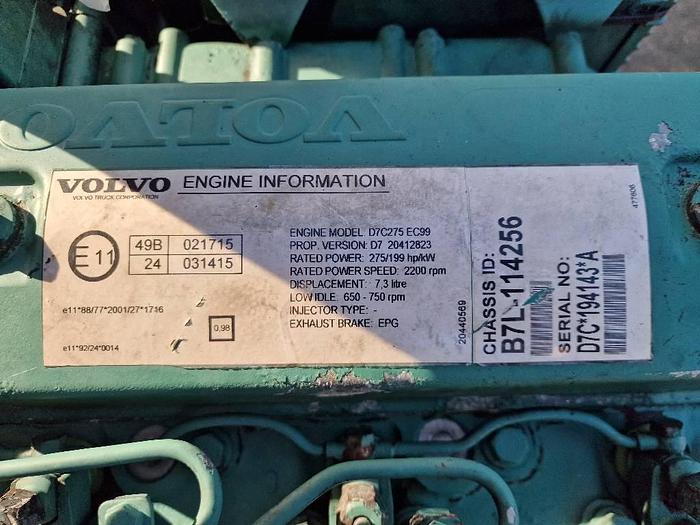 VOLVO
VOLVO ENGINE INFORMATION
VOLVO TRUCK CORPORATION
E11
49B 021715
24 031415
e11*88/77*2001/27*1716
0,98
e11*92/24*0014
ENGINE MODEL: D7C275 EC99
PROP. VERSION: D7 20412823
RATED POWER: 275/199 hp/kW
RATED POWER SPEED: 2200 rpm
DISPLACEMENT: 7,3 litre
LOW IDLE: 650 - 750 rpm
INJECTOR TYPE: -
EXHAUST BRAKE: EPG
20440569
CHASSIS ID:
B7L-114256
SERIAL NO:
D7C**194143*A
477606